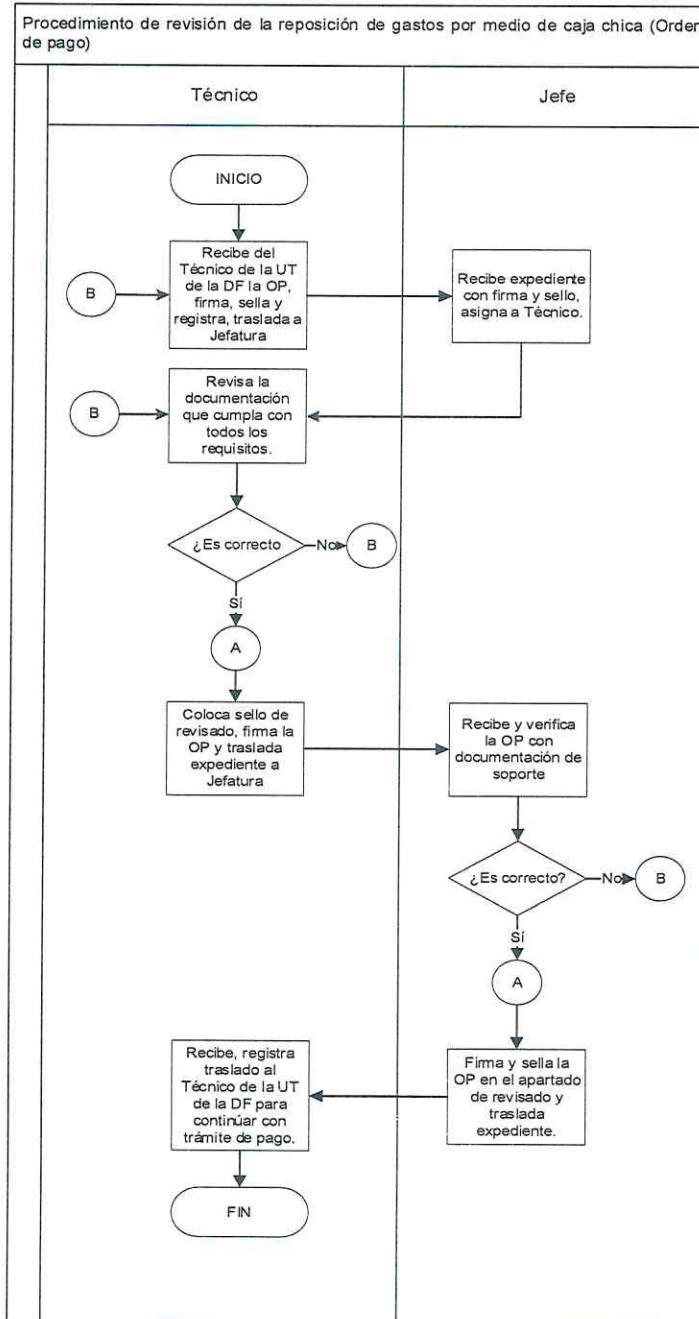 Procedimiento de revisión de la reposición de gastos por medio de caja chica (Orden
de pago)
Técnico
Jefe
INICIO
B
Recibe del
Técnico de la UT
de la DF la OP,
firma, sella y
registra, traslada a
Jefatura
Recibe expediente
con firma y sello,
asigna a Técnico.
B
Revisa la
documentación
que cumpla con
todos los
requisitos.
¿Es correcto
No
B
Sí
A
Coloca sello de
revisado, firma la
OP y traslada
expediente a
Jefatura
Recibe y verifica
la OP con
documentación de
soporte
¿Es correcto?
No
B
Sí
A
Firma y sella la
OP en el apartado
de revisado y
traslada
expediente.
Recibe, registra
traslado al
Técnico de la UT
de la DF para
continúar con
trámite de pago.
FIN